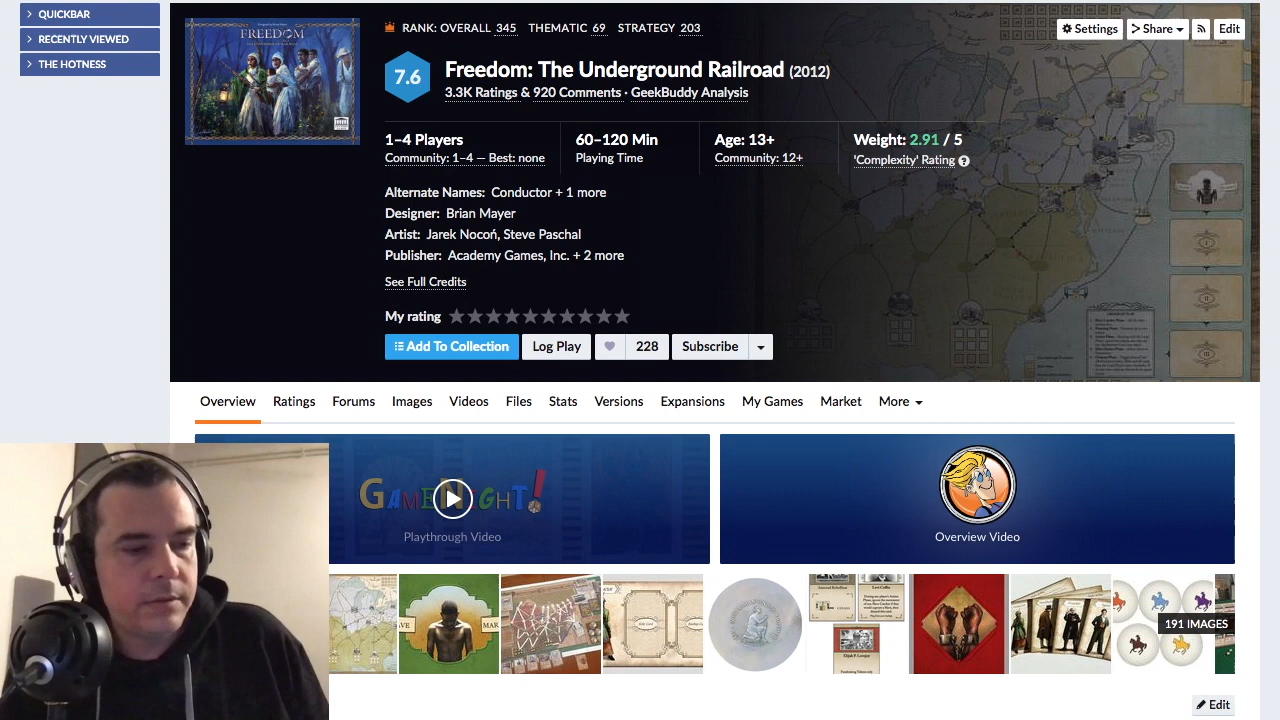 QUICKBAR
RECENTLY VIEWED
THE HOTNESS
FREEDOM
RANK: OVERALL 345 THEMATIC 69 STRATEGY 203
Settings Share Edit
7.6
Freedom: The Underground Railroad (2012)
3.3K Ratings & 920 Comments · GeekBuddy Analysis
1–4 Players
Community: 1–4 — Best: none
60–120 Min
Playing Time
Age: 13+
Community: 12+
Weight: 2.91 / 5
'Complexity' Rating
Alternate Names: Conductor + 1 more
Designer: Brian Mayer
Artist: Jarek Nocoń, Steve Paschal
Publisher: Academy Games, Inc. + 2 more
See Full Credits
My rating
Add To Collection Log Play 228 Subscribe
Overview Ratings Forums Images Videos Files Stats Versions Expansions My Games Market More
GAMENIGHT!
Playthrough Video
Overview Video
191 IMAGES
Edit